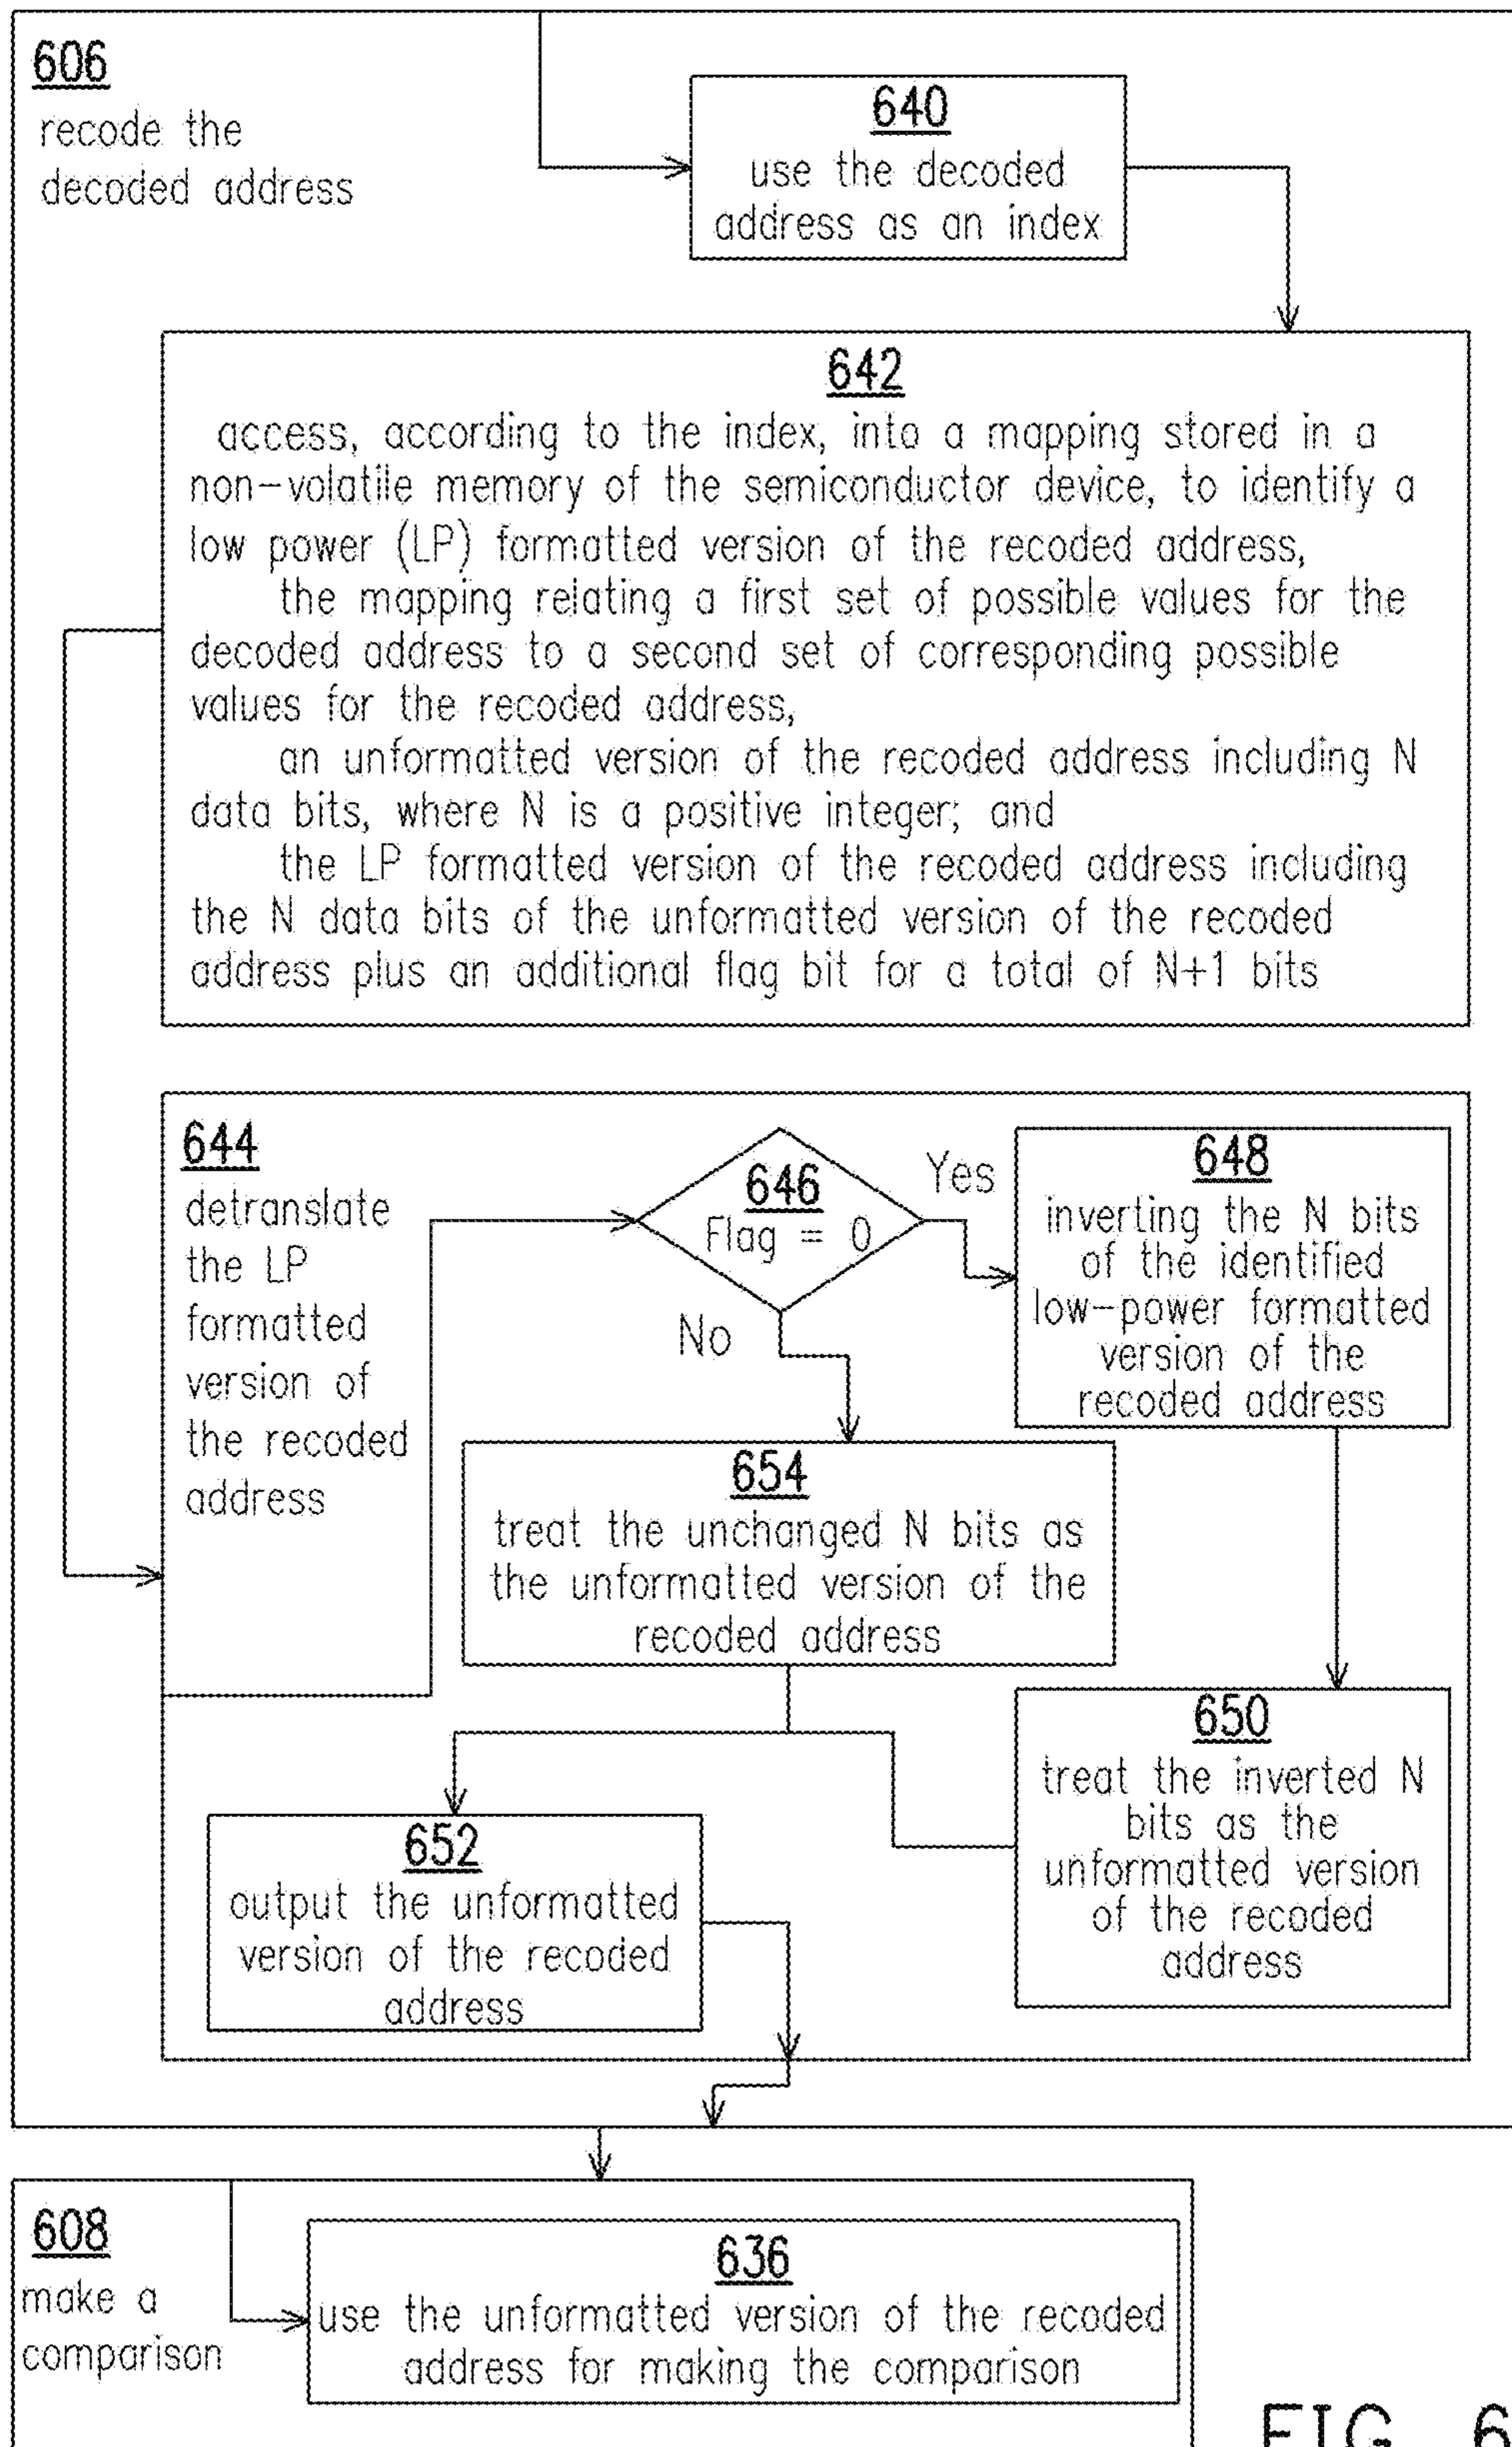 606
recode the
decoded address
640
use the decoded
address as an index
642
access, according to the index, into a mapping stored in a
non-volatile memory of the semiconductor device, to identify a
low power (LP) formatted version of the recoded address,
the mapping relating a first set of possible values for the
decoded address to a second set of corresponding possible
values for the recoded address,
an unformatted version of the recoded address including N
data bits, where N is a positive integer; and
the LP formatted version of the recoded address including
the N data bits of the unformatted version of the recoded
address plus an additional flag bit for a total of N+1 bits
644
detranslate
the LP
formatted
version of
the recoded
address
646
Flag = 0
Yes
No
648
inverting the N bits
of the identified
low-power formatted
version of the
recoded address
654
treat the unchanged N bits as
the unformatted version of the
recoded address
650
treat the inverted N
bits as the
unformatted version
of the recoded
address
652
output the unformatted
version of the recoded
address
608
make a
comparison
636
use the unformatted version of the recoded
address for making the comparison
FIG. 6